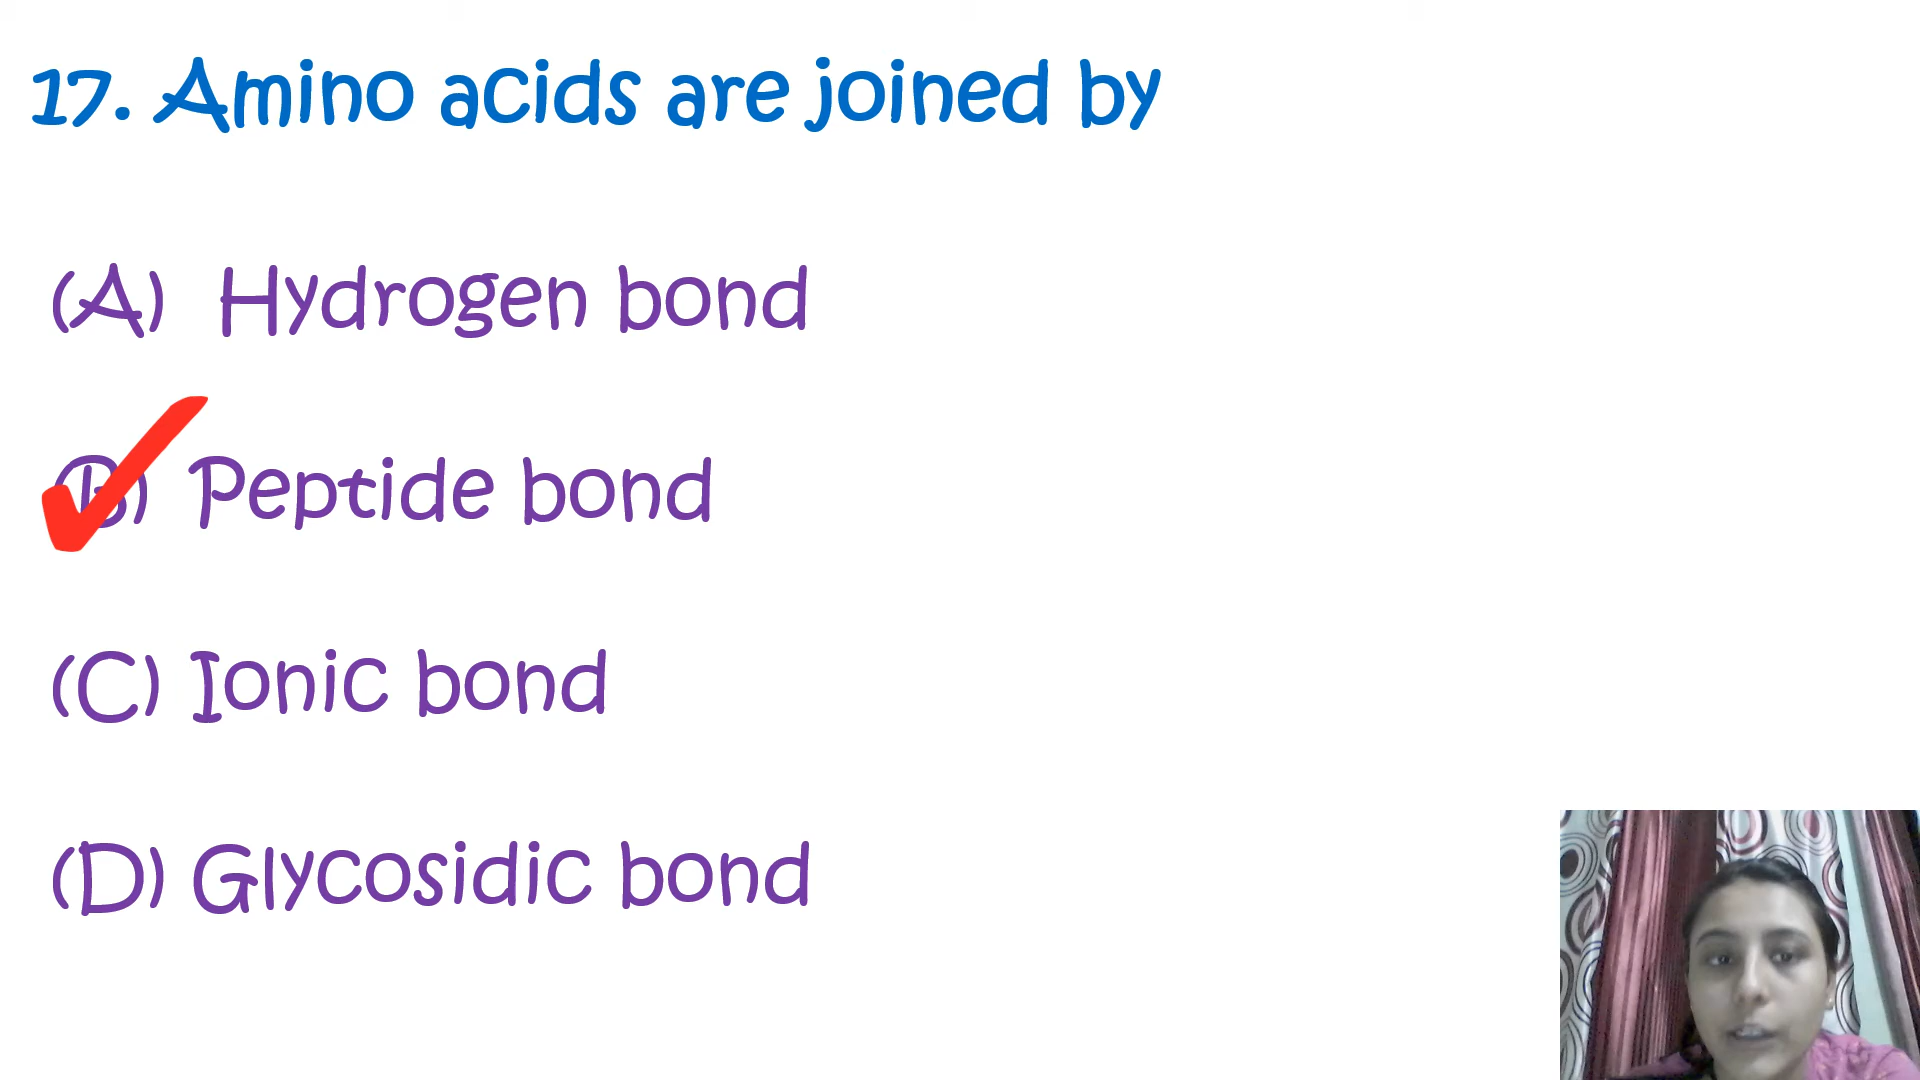 17. Amino acids are joined by
(A) Hydrogen bond
(B) Peptide bond
(C) Ionic bond
(D) Glycosidic bond